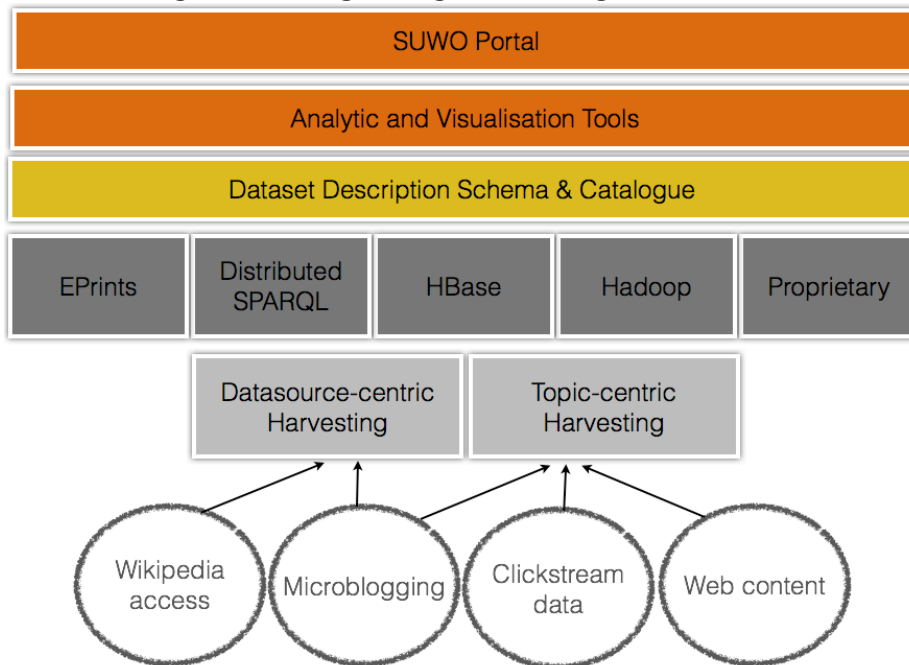 SUWO Portal
Analytic and Visualisation Tools
Dataset Description Schema & Catalogue
EPrints
Distributed
SPARQL
HBase
Hadoop
Proprietary
Datasource-centric
Harvesting
Topic-centric
Harvesting
Wikipedia
access
Microblogging
Clickstream
data
Web content